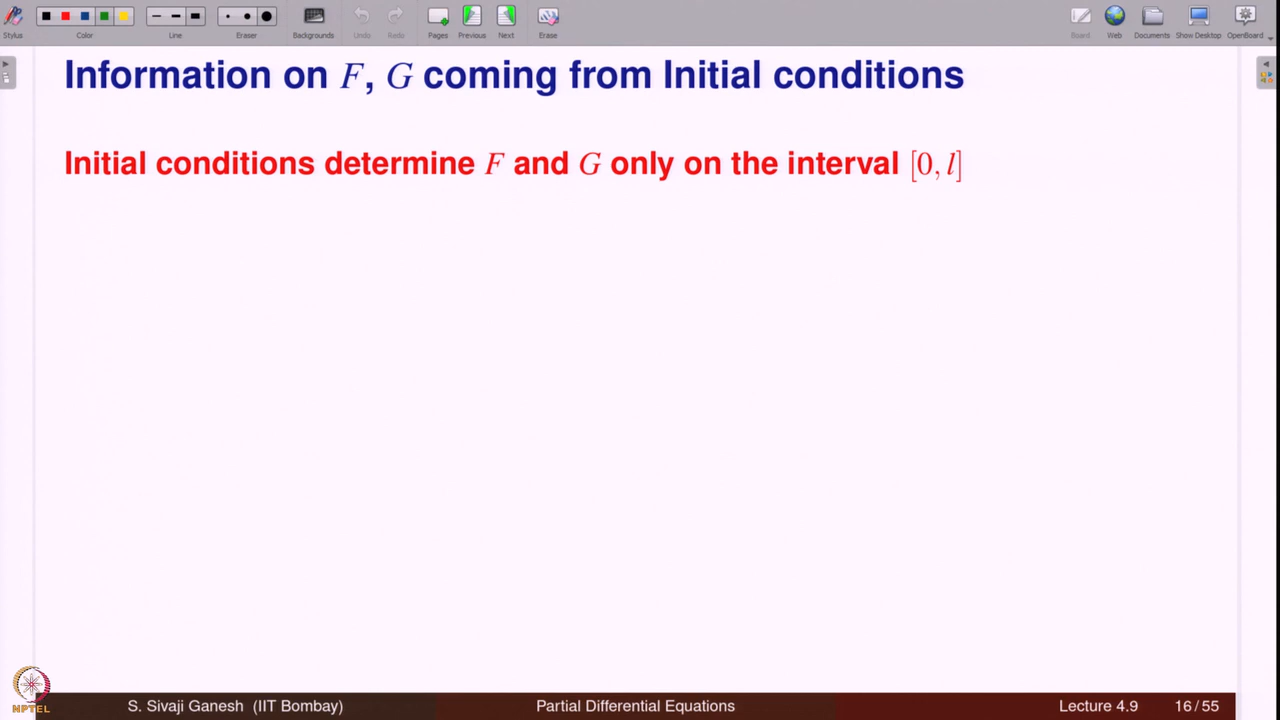 Stylus Color Line Eraser Backgrounds Undo Redo Pages Previous Next Erase Board Web Documents Show Desktop OpenBoard
Information on F, G coming from Initial conditions
Initial conditions determine F and G only on the interval [0, l]
NPTEL
S. Sivaji Ganesh (IIT Bombay) Partial Differential Equations Lecture 4.9 16 / 55